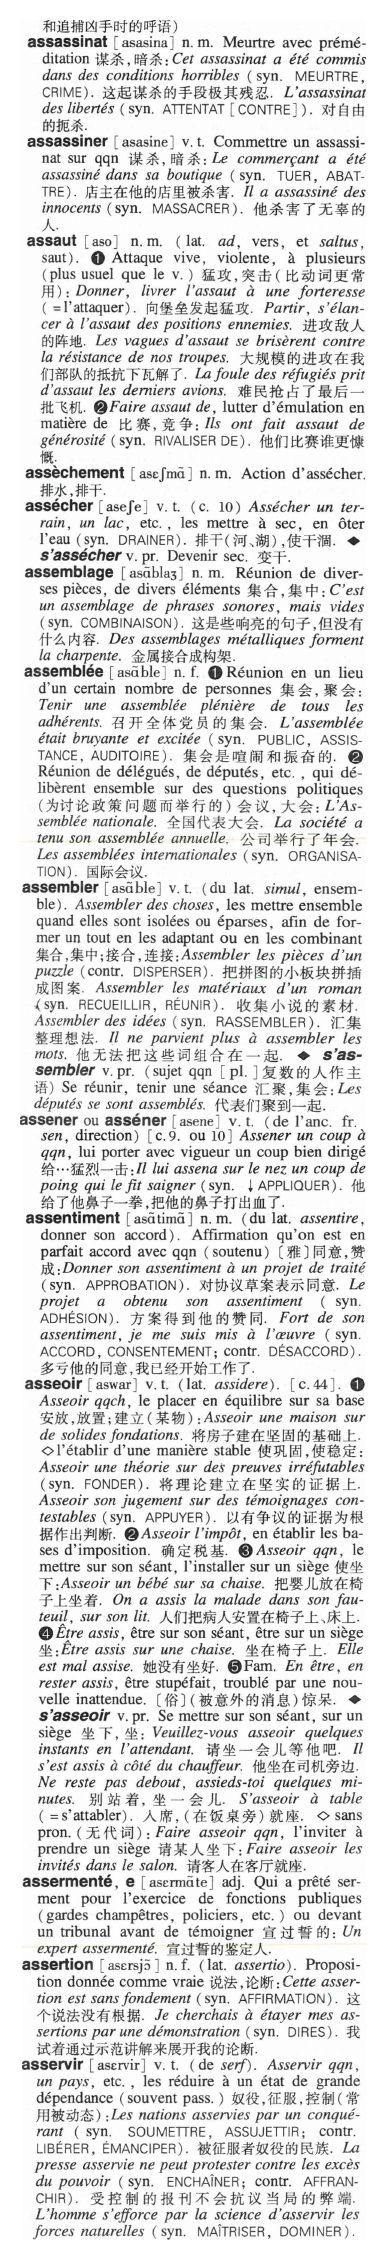 和追捕凶手时的呼语)
assassinat [asasina] n. m. Meurtre avec prémé-
ditation 谋杀,暗杀: Cet assassinat a été commis
dans des conditions horribles (syn. MEURTRE,
CRIME). 这起谋杀的手段极其残忍. L'assassinat
des libertés (syn. ATTENTAT [CONTRE]). 对自由
的扼杀.
assassiner [asasine] v. t. Commettre un assassi-
nat sur qqn 谋杀,暗杀: Le commerçant a été
assassiné dans sa boutique (syn. TUER, ABAT-
TRE). 店主在他的店里被杀害. Il a assassiné des
innocents (syn. MASSACRER). 他杀害了无辜的
人.
assaut [aso] n. m. (lat. ad, vers, et saltus,
saut). ❶ Attaque vive, violente, à plusieurs
(plus usuel que le v.) 猛攻,突击(比动词更常
用): Donner, livrer l'assaut à une forteresse
(=l'attaquer). 向堡垒发起猛攻. Partir, s'élan-
cer à l'assaut des positions ennemies. 进攻敌人
的阵地. Les vagues d'assaut se brisèrent contre
la résistance de nos troupes. 大规模的进攻在我
们部队的抵抗下瓦解了. La foule des réfugiés prit
d'assaut les derniers avions. 难民抢占了最后一
批飞机. ❷ Faire assaut de, lutter d'émulation en
matière de 比赛,竞争: Ils ont fait assaut de
générosité (syn. RIVALISER DE). 他们比赛谁更慷
慨.
assèchement [asɛʃmɑ̃] n. m. Action d'assécher.
排水,排干.
assécher [aseʃe] v. t. (c. 10) Assécher un ter-
rain, un lac, etc., les mettre à sec, en ôter
l'eau (syn. DRAINER). 排干(河、湖),使干涸. ◆
s'assécher v. pr. Devenir sec. 变干.
assemblage [asɑ̃blaʒ] n. m. Réunion de diver-
ses pièces, de divers éléments 集合,集中: C'est
un assemblage de phrases sonores, mais vides
(syn. COMBINAISON). 这是些响亮的句子,但没有
什么内容. Des assemblages métalliques forment
la charpente. 金属接合成构架.
assemblée [asɑ̃ble] n. f. ❶ Réunion en un lieu
d'un certain nombre de personnes 集会,聚会:
Tenir une assemblée plénière de tous les
adhérents. 召开全体党员的集会. L'assemblée
était bruyante et excitée (syn. PUBLIC, ASSIS-
TANCE, AUDITOIRE). 集会是喧闹和振奋的. ❷
Réunion de délégués, de députés, etc., qui dé-
libèrent ensemble sur des questions politiques
(为讨论政策问题而举行的)会议,大会: L'As-
semblée nationale. 全国代表大会. La société a
tenu son assemblée annuelle. 公司举行了年会.
Les assemblées internationales (syn. ORGANISA-
TION). 国际会议.
assembler [asɑ̃ble] v. t. (du lat. simul, ensem-
ble). Assembler des choses, les mettre ensemble
quand elles sont isolées ou éparses, afin de for-
mer un tout en les adaptant ou en les combinant
集合,集中;接合,连接: Assembler les pièces d'un
puzzle (contr. DISPERSER). 把拼图的小板块拼插
成图案. Assembler les matériaux d'un roman
(syn. RECUEILLIR, RÉUNIR). 收集小说的素材.
Assembler des idées (syn. RASSEMBLER). 汇集
整理想法. Il ne parvient plus à assembler les
mots. 他无法把这些词组合在一起. ◆ s'as-
sembler v. pr. (sujet qqn [pl.]复数的人作主
语) Se réunir, tenir une séance 汇聚,集会: Les
députés se sont assemblés. 代表们聚到一起.
assener ou asséner [asene] v. t. (de l'anc. fr.
sen, direction) [c. 9. ou 10] Assener un coup à
qqn, lui porter avec vigueur un coup bien dirigé
给…猛烈一击: Il lui assena sur le nez un coup de
poing qui le fit saigner (syn. ↓APPLIQUER). 他
给了他鼻子一拳,把他的鼻子打出血了.
assentiment [asɑ̃timɑ̃] n. m. (du lat. assentire,
donner son accord). Affirmation qu'on est en
parfait accord avec qqn (soutenu) [雅]同意,赞
成: Donner son assentiment à un projet de traité
(syn. APPROBATION). 对协议草案表示同意. Le
projet a obtenu son assentiment (syn.
ADHÉSION). 方案得到他的赞同. Fort de son
assentiment, je me suis mis à l'œuvre (syn.
ACCORD, CONSENTEMENT; contr. DÉSACCORD).
多亏他的同意,我已经开始工作了.
asseoir [aswar] v. t. (lat. assidere). [c. 44]. ❶
Asseoir qqch, le placer en équilibre sur sa base
安放,放置;建立(某物): Asseoir une maison sur
de solides fondations. 将房子建在坚固的基础上.
◇ l'établir d'une manière stable 使巩固,使稳定:
Asseoir une théorie sur des preuves irréfutables
(syn. FONDER). 将理论建立在坚实的证据上.
Asseoir son jugement sur des témoignages con-
testables (syn. APPUYER). 以有争议的证据为根
据作出判断. ❷ Asseoir l'impôt, en établir les ba-
ses d'imposition. 确定税基. ❸ Asseoir qqn, le
mettre sur son séant, l'installer sur un siège 使坐
下: Asseoir un bébé sur sa chaise. 把婴儿放在椅
子上坐着. On a assis la malade dans son fau-
teuil, sur son lit. 人们把病人安置在椅子上、床上.
❹ Être assis, être sur son séant, être sur un siège
坐: Être assis sur une chaise. 坐在椅子上. Elle
est mal assise. 她没有坐好. ❺ Fam. En être, en
rester assis, être stupéfait, troublé par une nou-
velle inattendue. [俗](被意外的消息)惊呆. ◆
s'asseoir v. pr. Se mettre sur son séant, sur un
siège 坐下,坐: Veuillez-vous asseoir quelques
instants en l'attendant. 请坐一会儿等他吧. Il
s'est assis à côté du chauffeur. 他坐在司机旁边.
Ne reste pas debout, assieds-toi quelques mi-
nutes. 别站着,坐一会儿. S'asseoir à table
(=s'attabler). 入席,(在饭桌旁)就座. ◇ sans
pron. (无代词): Faire asseoir qqn, l'inviter à
prendre un siège 请某人坐下: Faire asseoir les
invités dans le salon. 请客人在客厅就座.
assermenté, e [asɛrmɑ̃te] adj. Qui a prêté ser-
ment pour l'exercice de fonctions publiques
(gardes champêtres, policiers, etc.) ou devant
un tribunal avant de témoigner 宣过誓的: Un
expert assermenté. 宣过誓的鉴定人.
assertion [asɛrsjɔ̃] n. f. (lat. assertio). Proposi-
tion donnée comme vraie 说法,论断: Cette asser-
tion est sans fondement (syn. AFFIRMATION). 这
个说法没有根据. Je cherchais à étayer mes as-
sertions par une démonstration (syn. DIRES). 我
试着通过示范讲解来展开我的论断.
asservir [asɛrvir] v. t. (de serf). Asservir qqn,
un pays, etc., les réduire à un état de grande
dépendance (souvent pass.) 奴役,征服,控制(常
用被动态): Les nations asservies par un conqué-
rant (syn. SOUMETTRE, ASSUJETTIR; contr.
LIBÉRER, ÉMANCIPER). 被征服者奴役的民族. La
presse asservie ne peut protester contre les excès
du pouvoir (syn. ENCHAÎNER; contr. AFFRAN-
CHIR). 受控制的报刊不会抗议当局的弊端.
L'homme s'efforce par la science d'asservir les
forces naturelles (syn. MAÎTRISER, DOMINER).